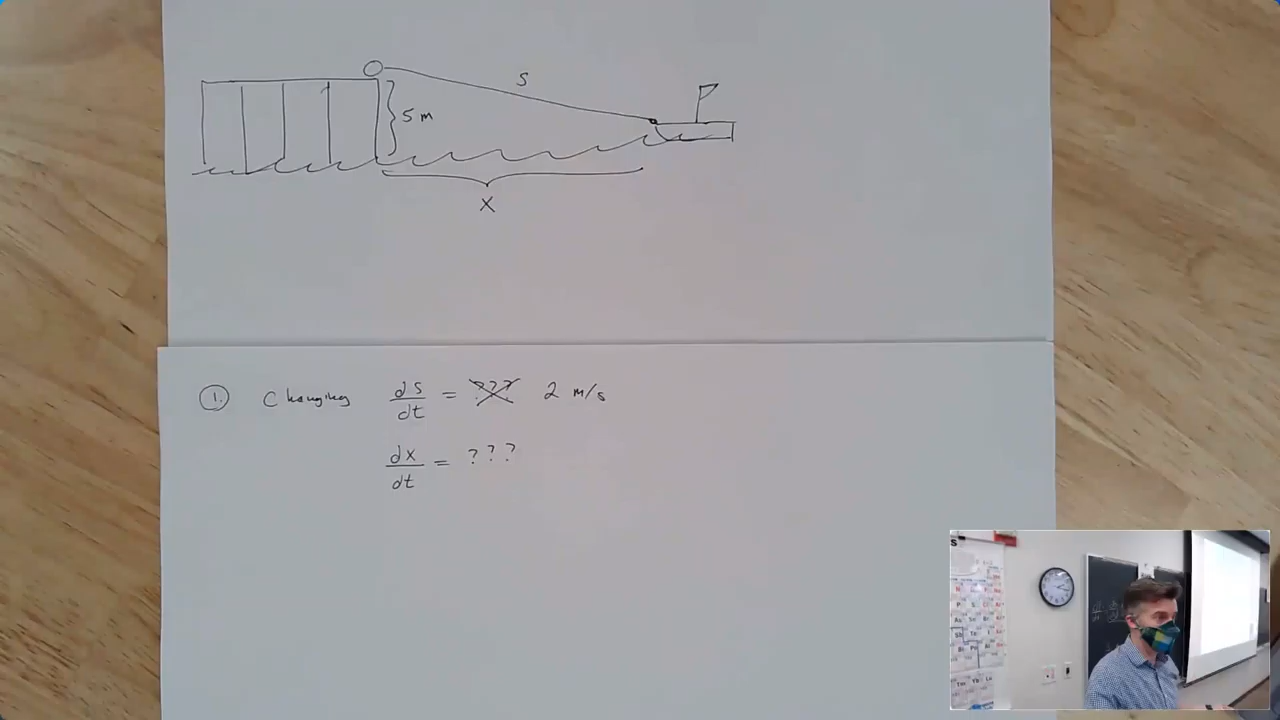 s
5 m
x
1. Changing ds/dt = ??? 2 m/s
dx/dt = ???